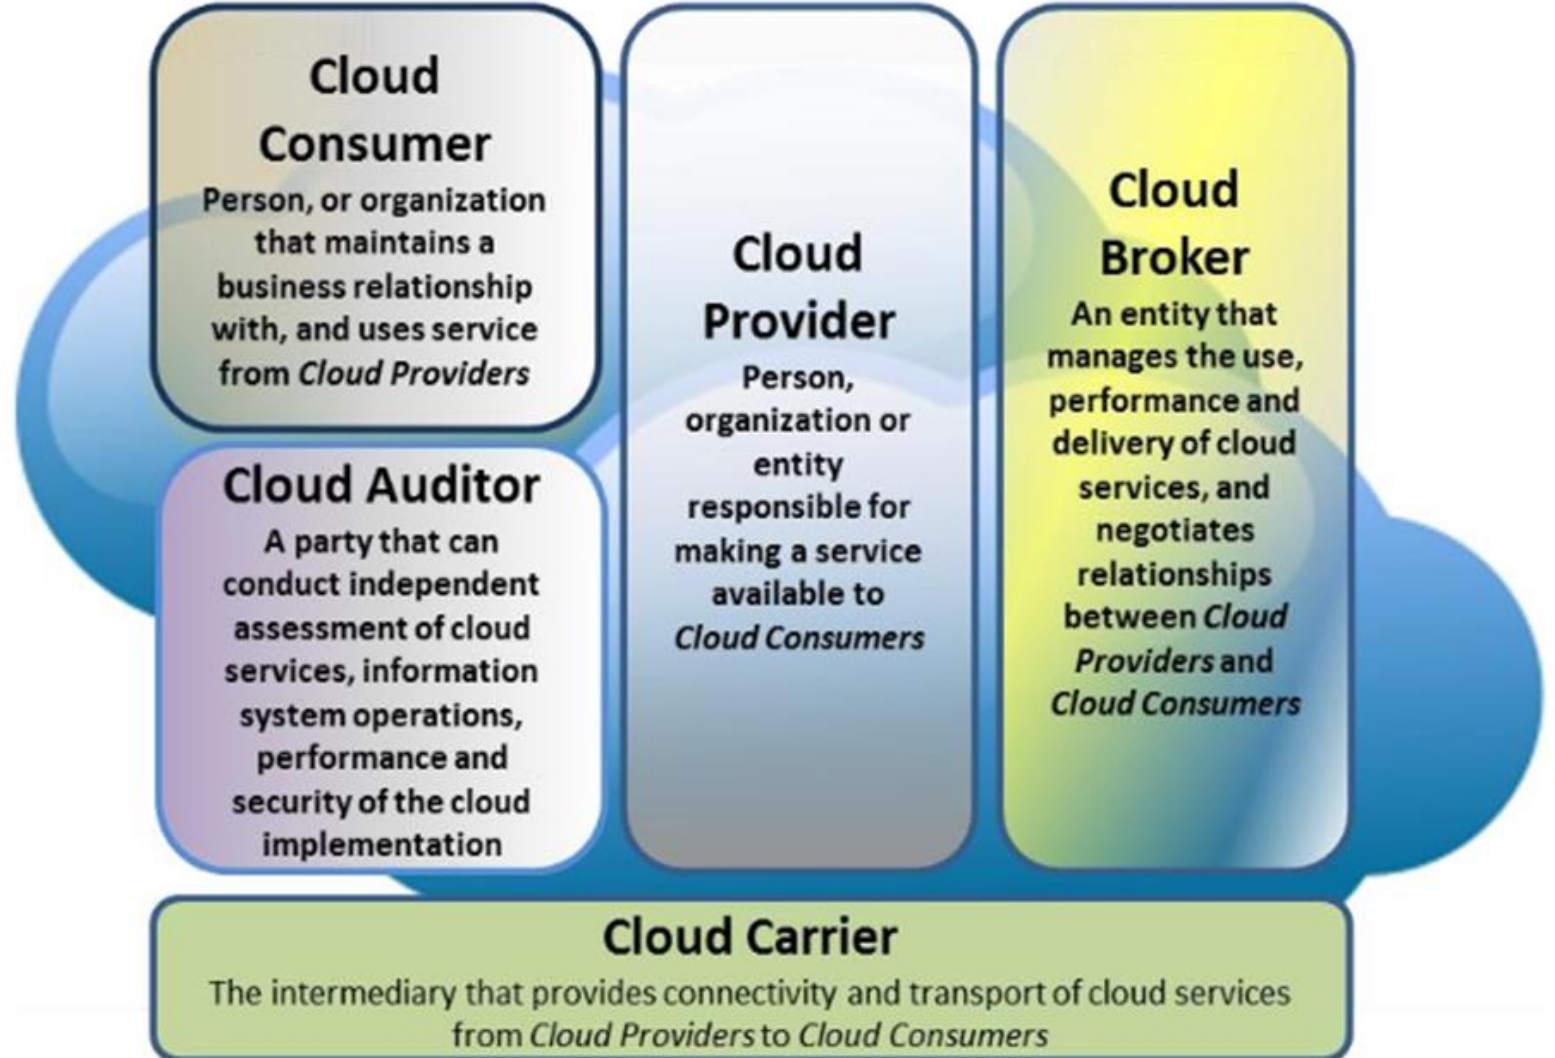 Cloud
Consumer
Person, or organization
that maintains a
business relationship
with, and uses service
from Cloud Providers
Cloud Auditor
A party that can
conduct independent
assessment of cloud
services, information
system operations,
performance and
security of the cloud
implementation
Cloud
Provider
Person,
organization or
entity
responsible for
making a service
available to
Cloud Consumers
Cloud
Broker
An entity that
manages the use,
performance and
delivery of cloud
services, and
negotiates
relationships
between Cloud
Providers and
Cloud Consumers
Cloud Carrier
The intermediary that provides connectivity and transport of cloud services
from Cloud Providers to Cloud Consumers